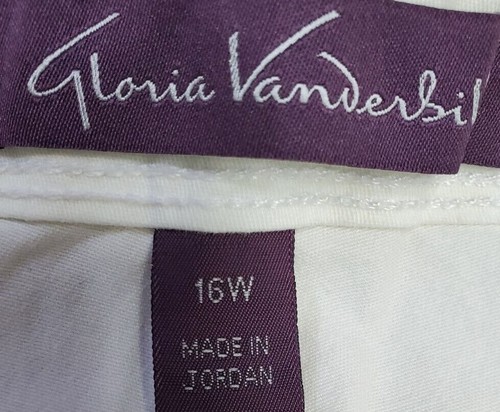 Gloria Vanderbil
16W
MADE IN
JORDAN